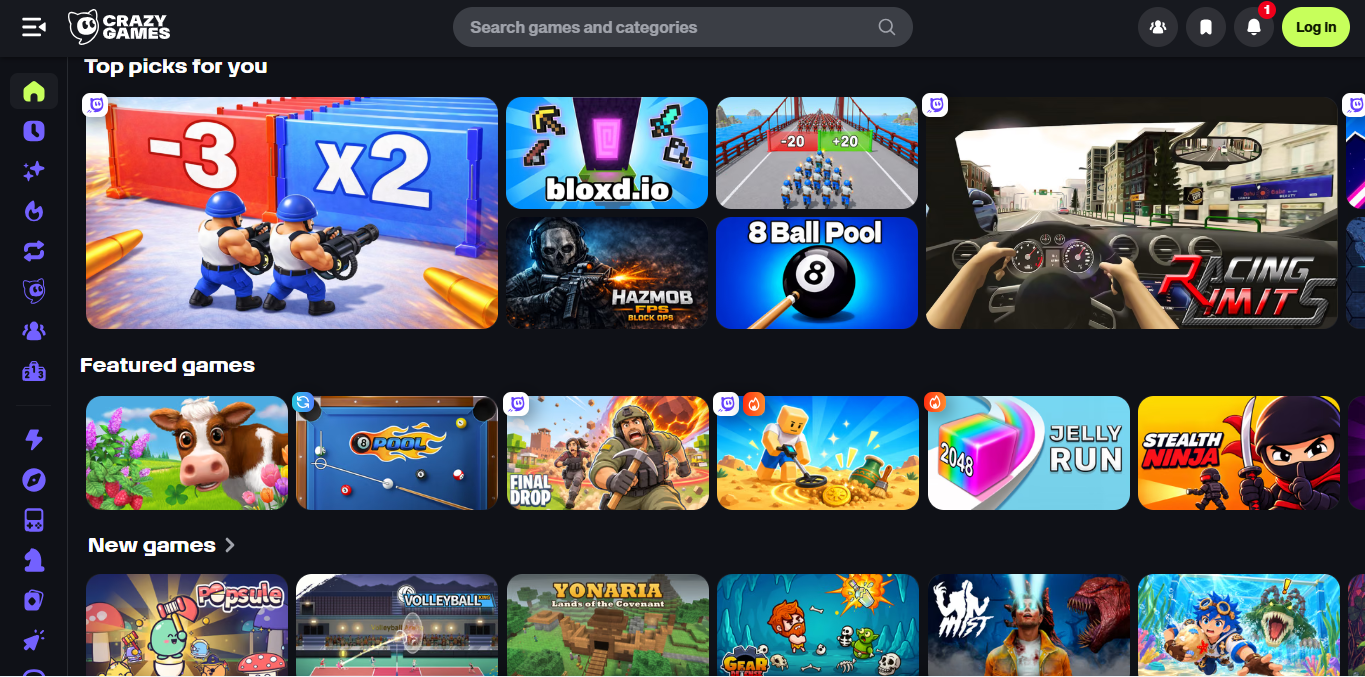 CRAZY
GAMES
Search games and categories
1
Log in
Top picks for you
-3
x2
bloxd.io
-20
+20
HAZMOB
FPS
BLOCK OPS
8 Ball Pool
8
RACING
LIMITS
Featured games
8 POOL
FINAL
DROP
2048
JELLY
RUN
STEALTH
NINJA
New games
Popsule
VOLLEYBALL
YONARIA
Lands of the Covenant
GEAR
MIST